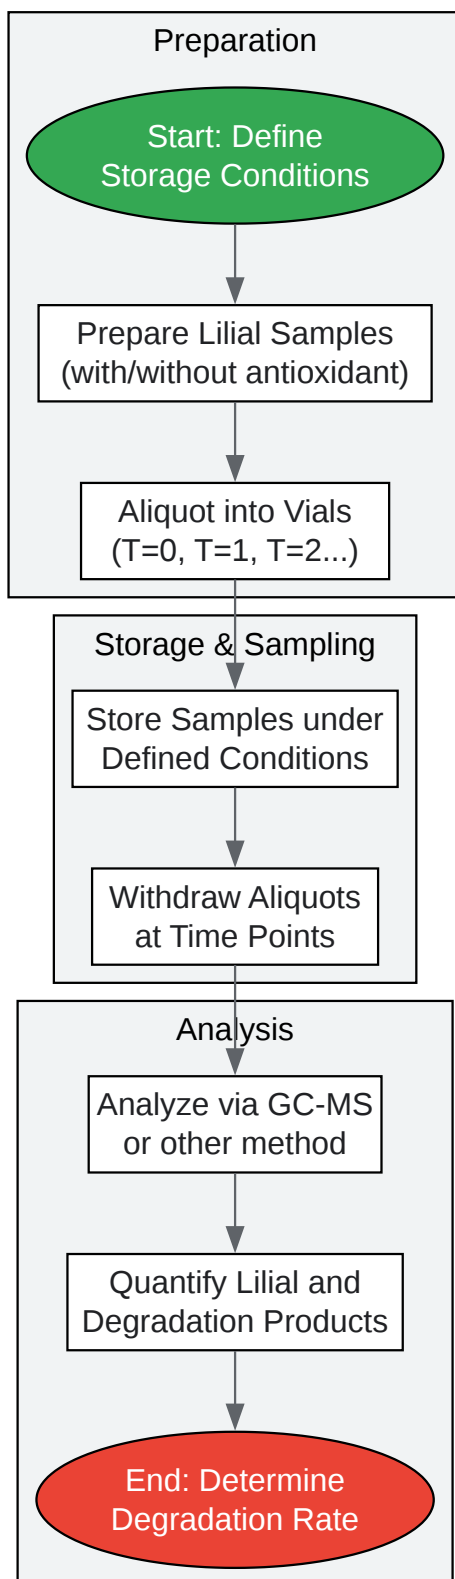 Preparation
Start: Define
Storage Conditions
Prepare Lilial Samples
(with/without antioxidant)
Aliquot into Vials
(T=0, T=1, T=2...)
Storage & Sampling
Store Samples under
Defined Conditions
Withdraw Aliquots
at Time Points
Analysis
Analyze via GC-MS
or other method
Quantify Lilial and
Degradation Products
End: Determine
Degradation Rate